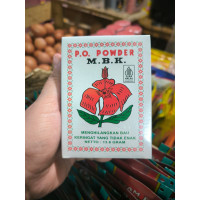 P.O. POWDER
M.B.K.
MENGHILANGKAN BAU
KERINGAT YANG TIDAK ENAK